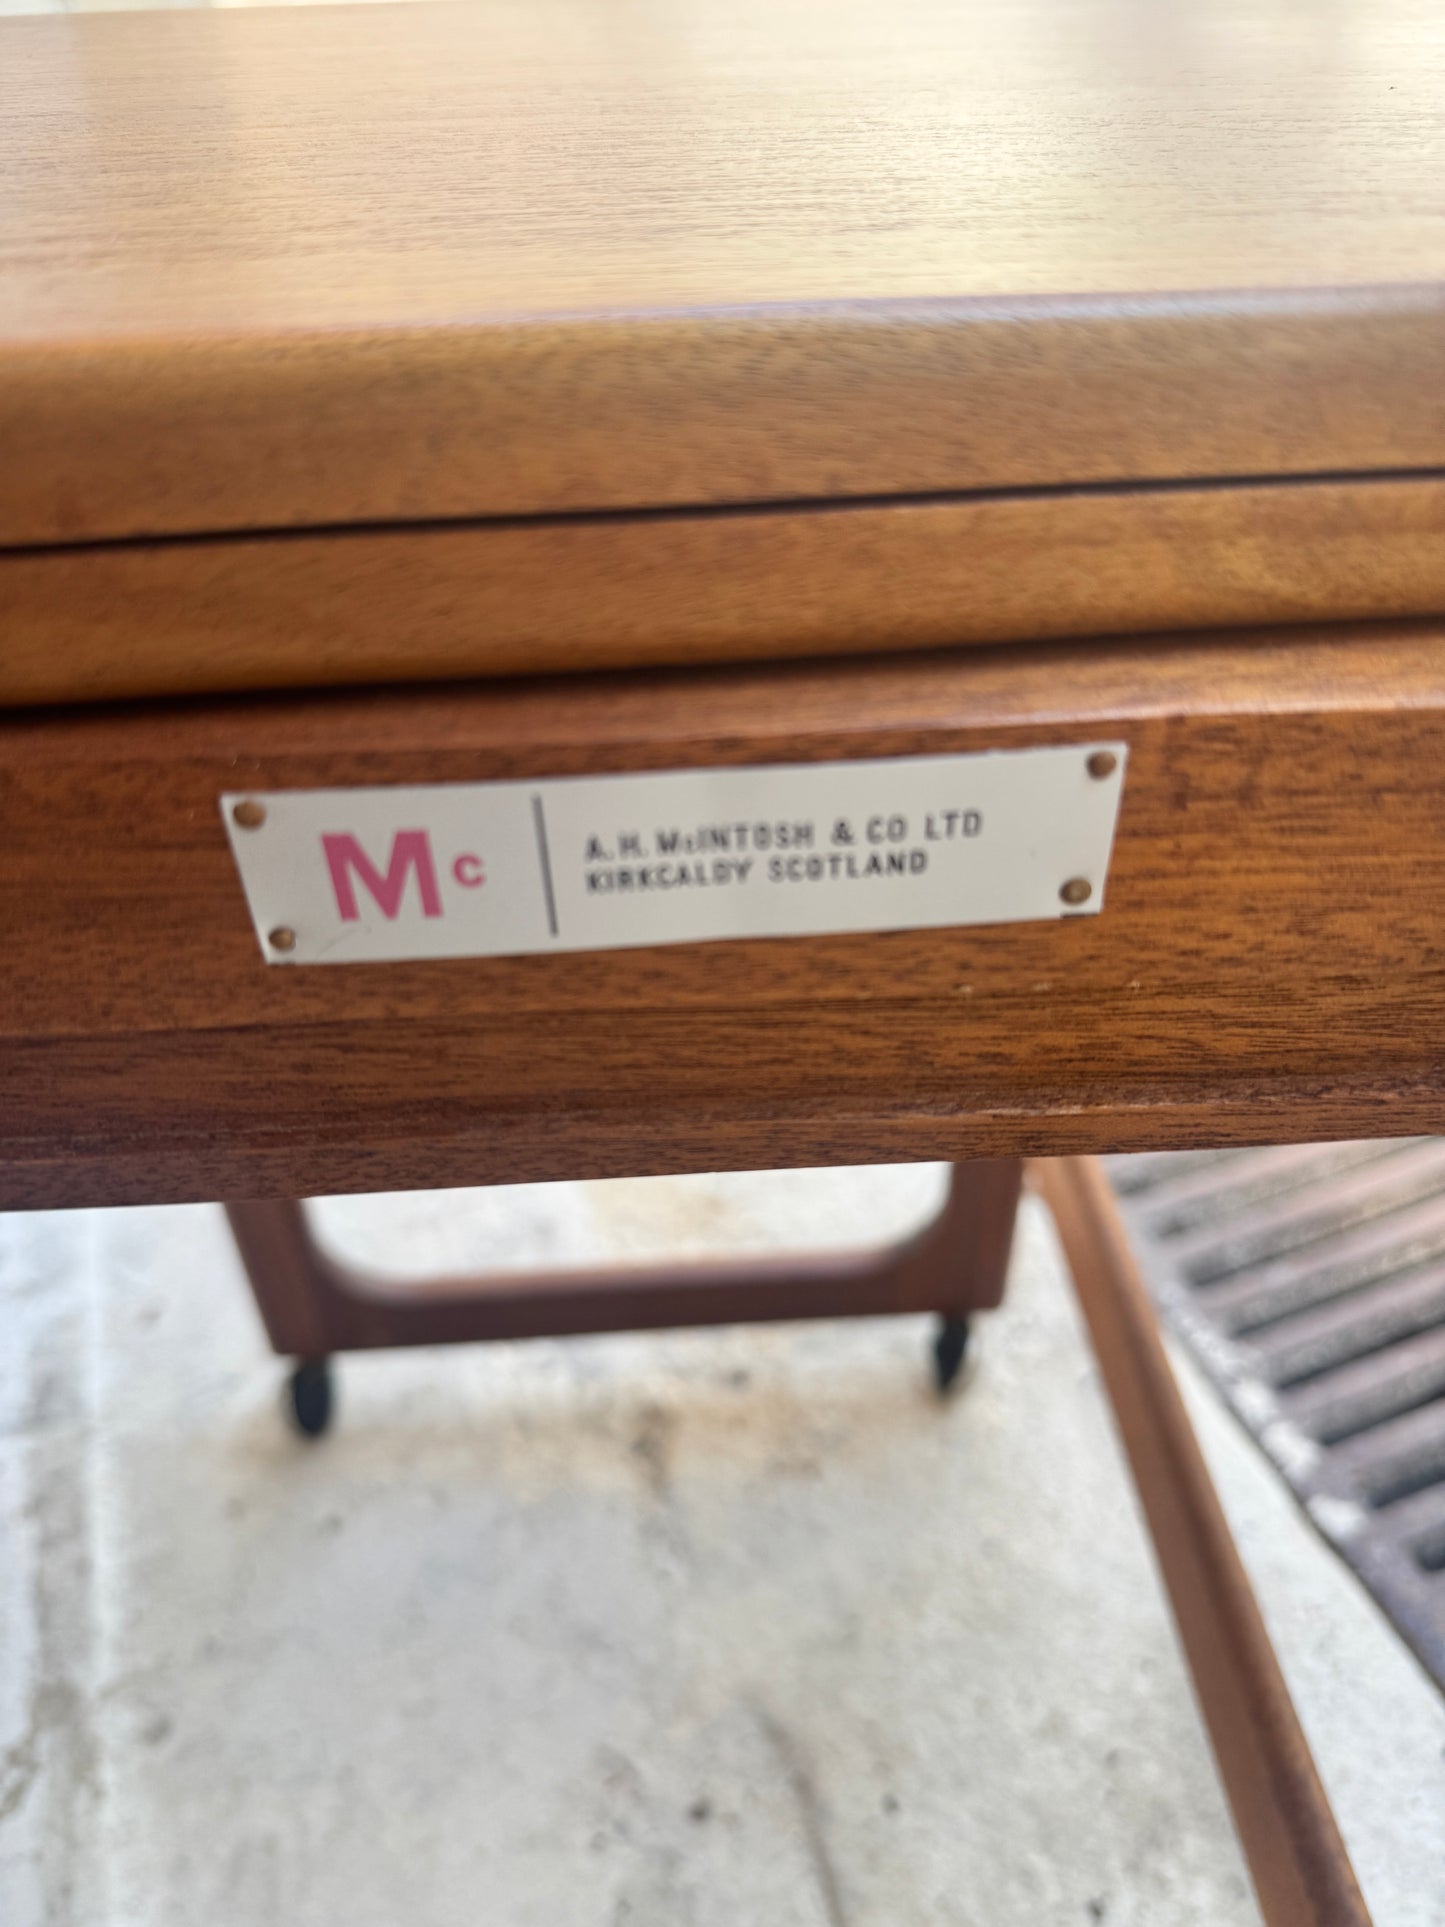 Mc
A.H. McINTOSH & CO LTD
KIRKCALDY SCOTLAND